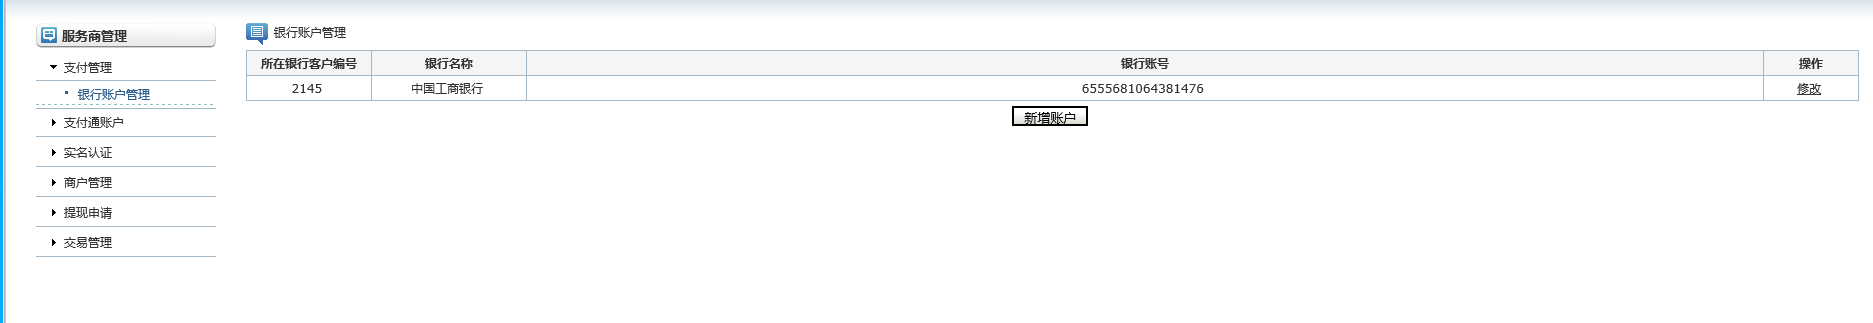 服务商管理
支付管理
银行账户管理
支付通账户
实名认证
商户管理
提现申请
交易管理
银行账户管理
所在银行客户编号 银行名称 银行账号 操作
2145 中国工商银行 6555681064381476 修改
新增账户